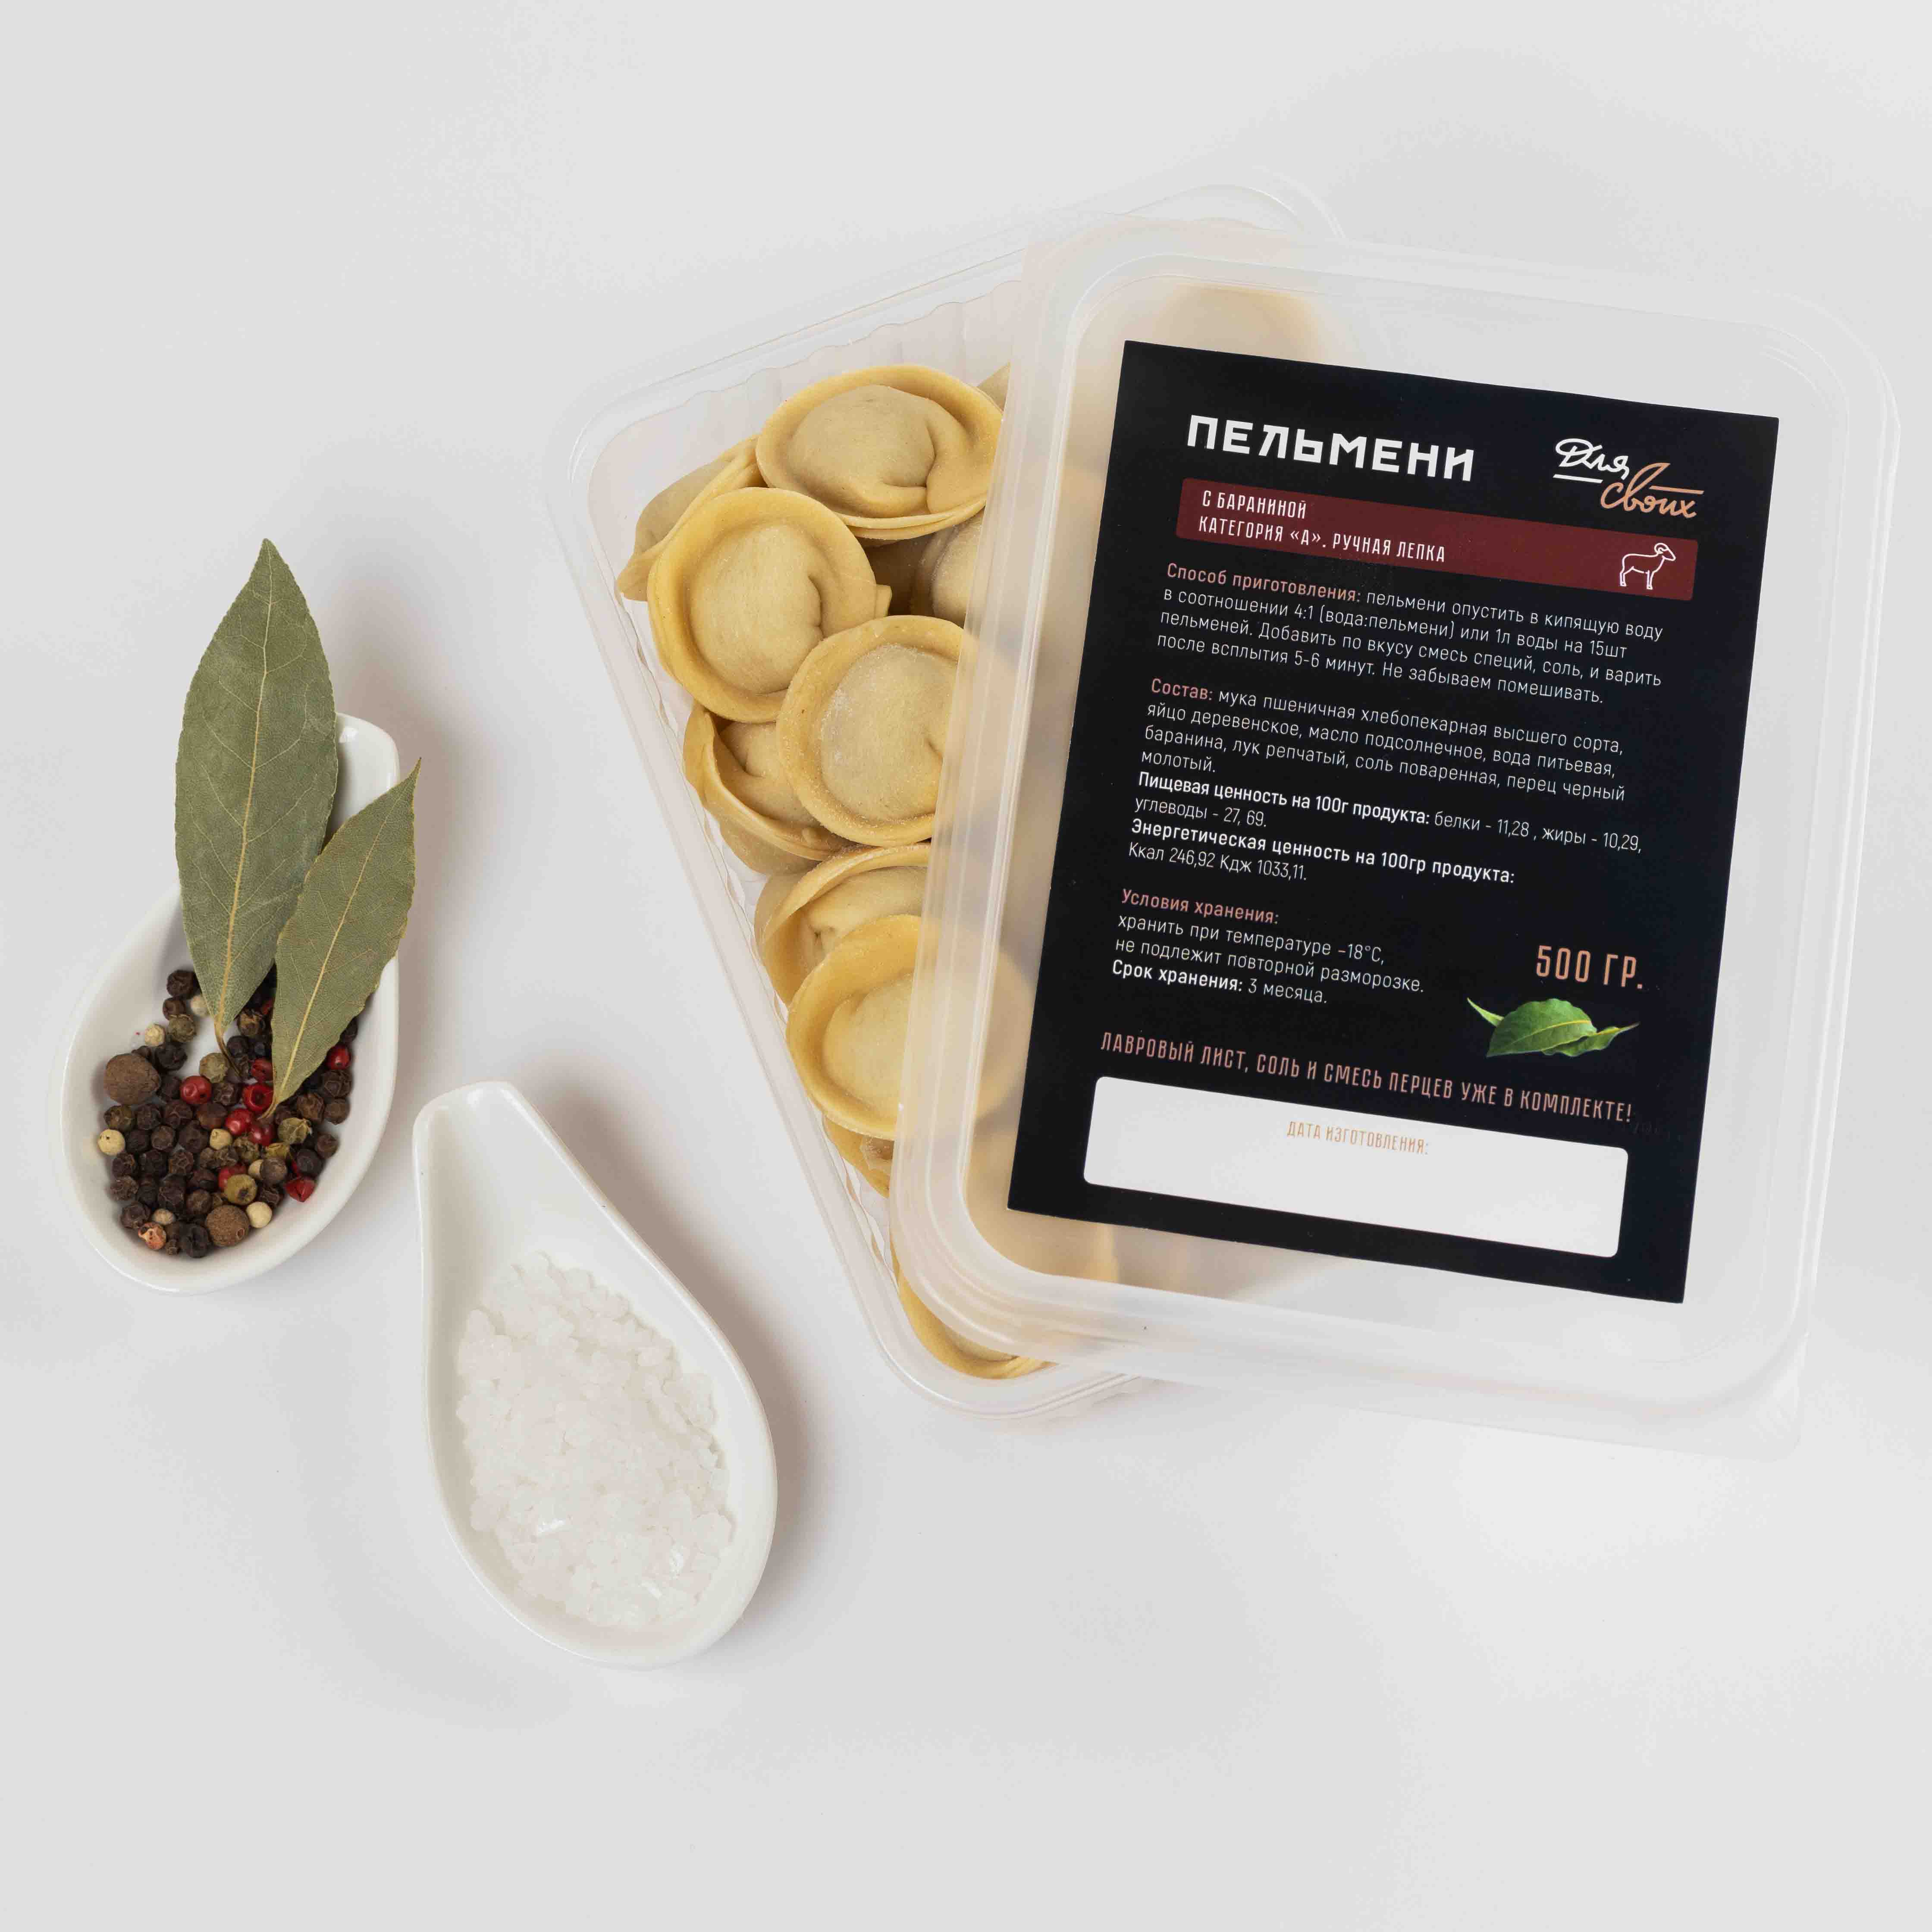 ПЕЛЬМЕНИ
Для
Своих
С БАРАНИНОЙ
КАТЕГОРИЯ «А». РУЧНАЯ ЛЕПКА
Способ приготовления: пельмени опустить в кипящую воду
в соотношении 4:1 (вода:пельмени) или 1л воды на 15шт
пельменей. Добавить по вкусу смесь специй, соль, и варить
после всплытия 5-6 минут. Не забываем помешивать.
Состав: мука пшеничная хлебопекарная высшего сорта,
яйцо деревенское, масло подсолнечное, вода питьевая,
баранина, лук репчатый, соль поваренная, перец черный
молотый.
Пищевая ценность на 100г продукта: белки - 11,28 , жиры - 10,29,
углеводы - 27, 69.
Энергетическая ценность на 100гр продукта:
Ккал 246,92 Кдж 1033,11.
Условия хранения:
хранить при температуре –18°С,
не подлежит повторной разморозке.
Срок хранения: 3 месяца.
500 ГР.
ЛАВРОВЫЙ ЛИСТ, СОЛЬ И СМЕСЬ ПЕРЦЕВ УЖЕ В КОМПЛЕКТЕ!
ДАТА ИЗГОТОВЛЕНИЯ: